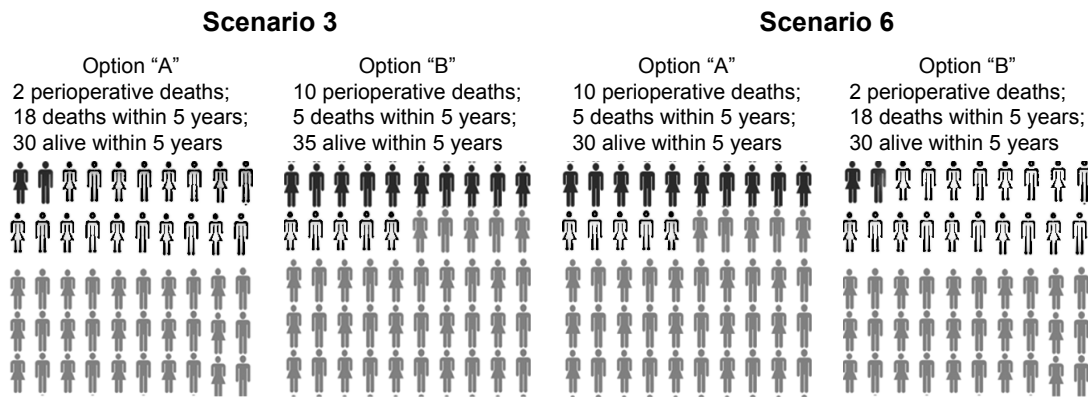 Scenario 3
Option “A”
2 perioperative deaths;
18 deaths within 5 years;
30 alive within 5 years
Option “B”
10 perioperative deaths;
5 deaths within 5 years;
35 alive within 5 years
Scenario 6
Option “A”
10 perioperative deaths;
5 deaths within 5 years;
30 alive within 5 years
Option “B”
2 perioperative deaths;
18 deaths within 5 years;
30 alive within 5 years